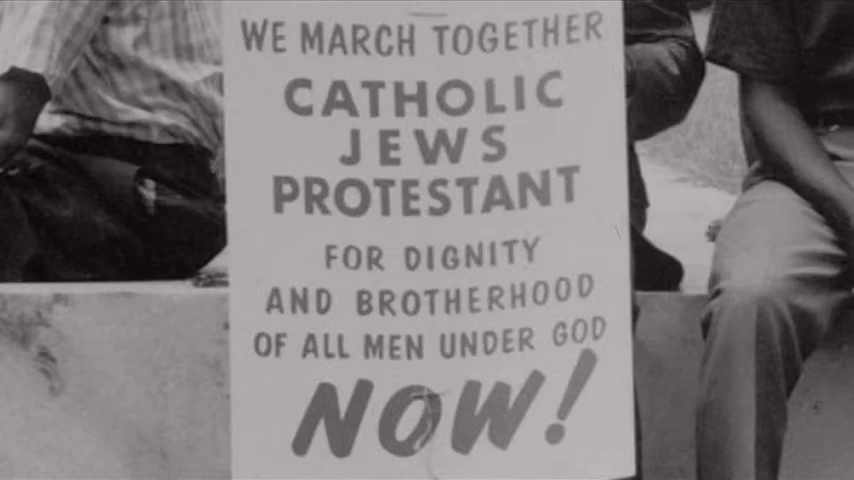 WE MARCH TOGETHER
CATHOLIC
JEWS
PROTESTANT
FOR DIGNITY
AND BROTHERHOOD
OF ALL MEN UNDER GOD
NOW!